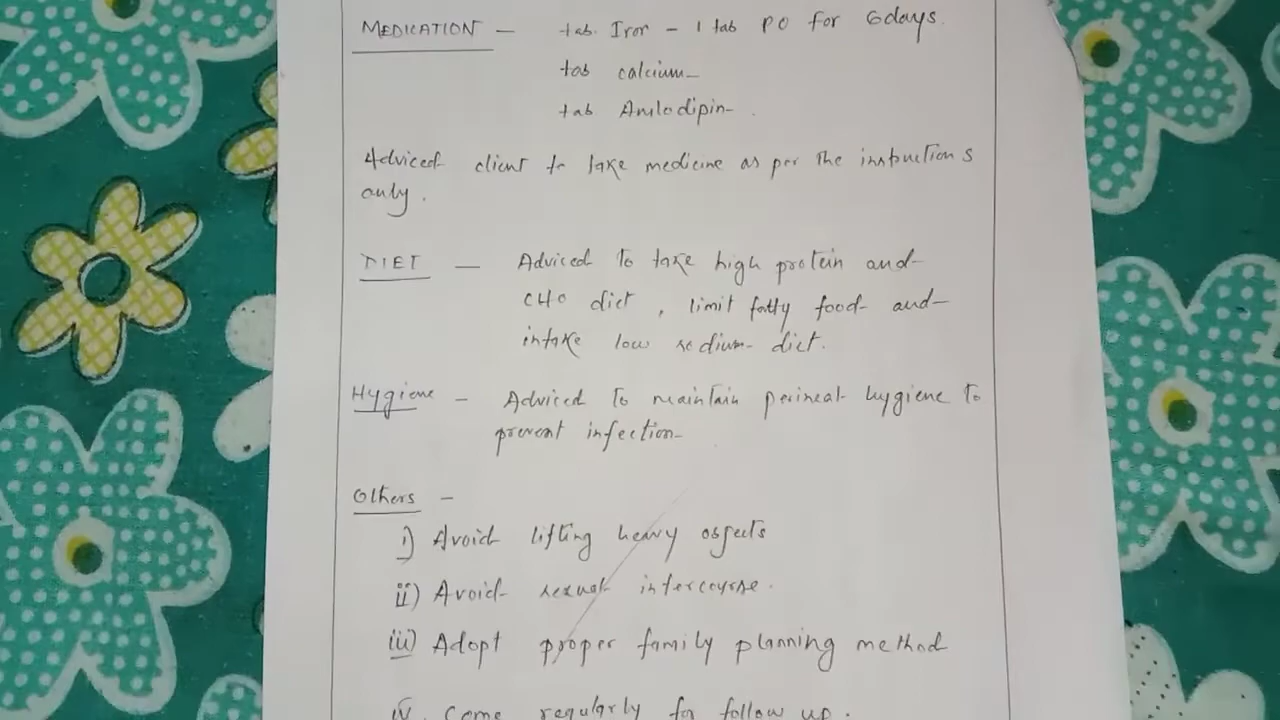 MEDICATION — tab. Iron - 1 tab PO for 6 days.
tab calcium
tab Amlodipin
Adviced client to take medicine as per the instructions
only.
DIET — Adviced to take high protein and
CHO diet, limit fatty food and
intake low sodium diet.
Hygiene - Adviced to maintain perineal hygiene to
prevent infection
Others -
i) Avoid lifting heavy objects
ii) Avoid sexual intercourse.
iii) Adopt proper family planning method
iv. Come regularly for follow up.